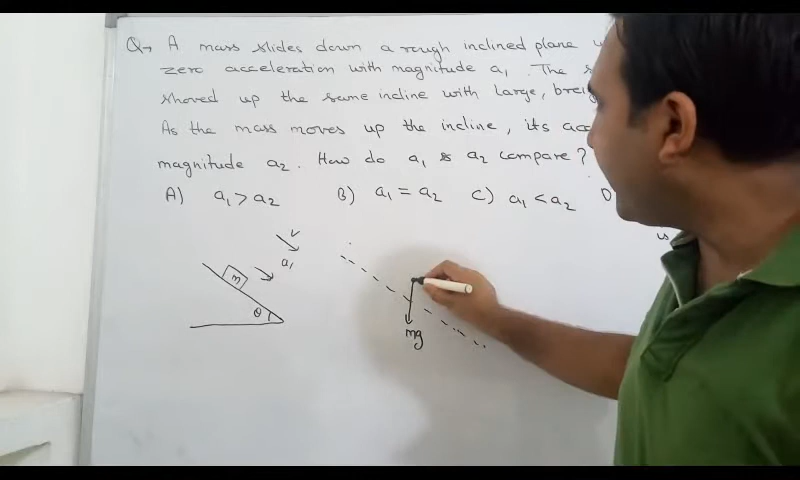 Q→ A mass slides down a rough inclined plane
zero acceleration with magnitude a1. The
shoved up the same incline with large,
As the mass moves up the incline, its
magnitude a2. How do a1 & a2 compare?
A) a1 > a2 B) a1 = a2 C) a1 < a2 D)
is
v
a1
m
θ
mg